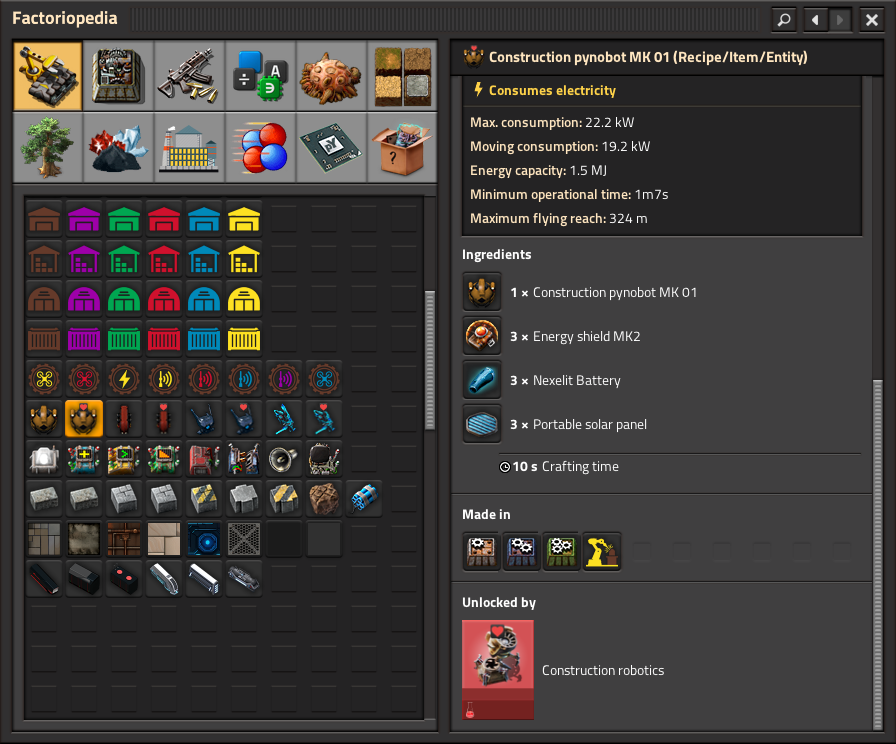 Factoriopedia
Construction pynobot MK 01 (Recipe/Item/Entity)
Consumes electricity
Max. consumption: 22.2 kW
Moving consumption: 19.2 kW
Energy capacity: 1.5 MJ
Minimum operational time: 1m7s
Maximum flying reach: 324 m
Ingredients
1 × Construction pynobot MK 01
3 × Energy shield MK2
3 × Nexelit Battery
3 × Portable solar panel
10 s Crafting time
Made in
Unlocked by
Construction robotics